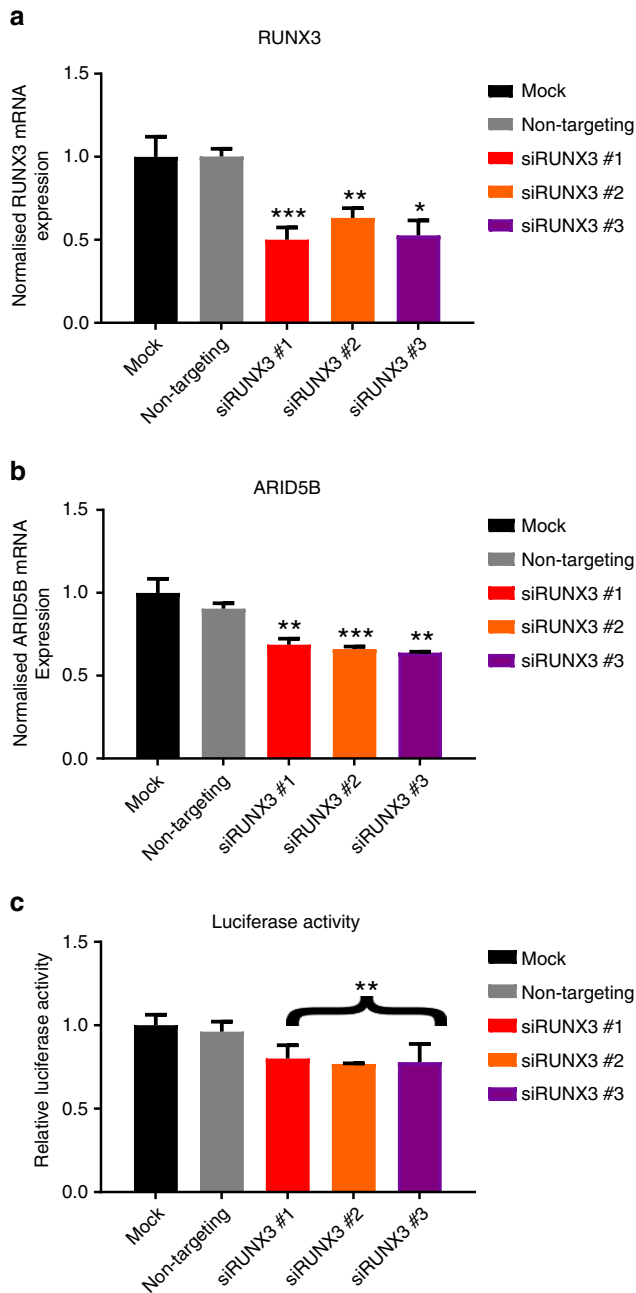 a
RUNX3
Normalised RUNX3 mRNA
expression
1.5
1.0
0.5
0.0
***
**
*
Mock
Non-targeting
siRUNX3 #1
siRUNX3 #2
siRUNX3 #3
Mock
Non-targeting
siRUNX3 #1
siRUNX3 #2
siRUNX3 #3
b
ARID5B
Normalised ARID5B mRNA
Expression
1.5
1.0
0.5
0.0
**
***
**
Mock
Non-targeting
siRUNX3 #1
siRUNX3 #2
siRUNX3 #3
Mock
Non-targeting
siRUNX3 #1
siRUNX3 #2
siRUNX3 #3
c
Luciferase activity
Relative luciferase activity
1.5
1.0
0.5
0.0
**
Mock
Non-targeting
siRUNX3 #1
siRUNX3 #2
siRUNX3 #3
Mock
Non-targeting
siRUNX3 #1
siRUNX3 #2
siRUNX3 #3